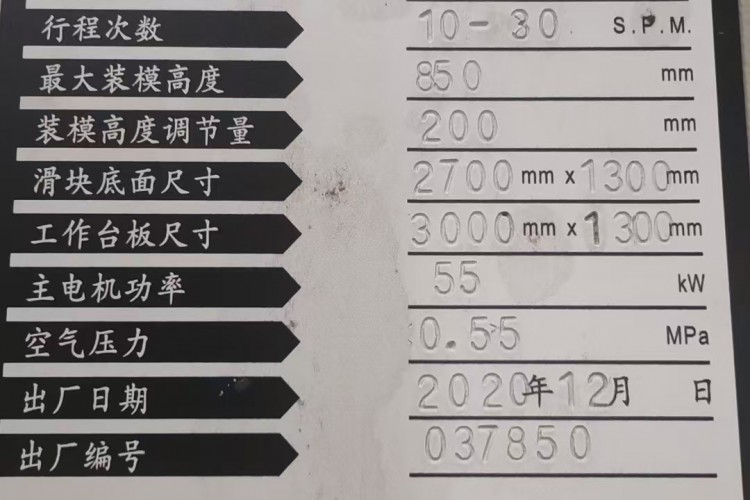 行程次数 10-30 S.P.M.
最大装模高度 850 mm
装模高度调节量 200 mm
滑块底面尺寸 2700 mm x 1300 mm
工作台板尺寸 3000 mm x 1300 mm
主电机功率 55 kW
空气压力 0.55 MPa
出厂日期 2020年12月 日
出厂编号 037850